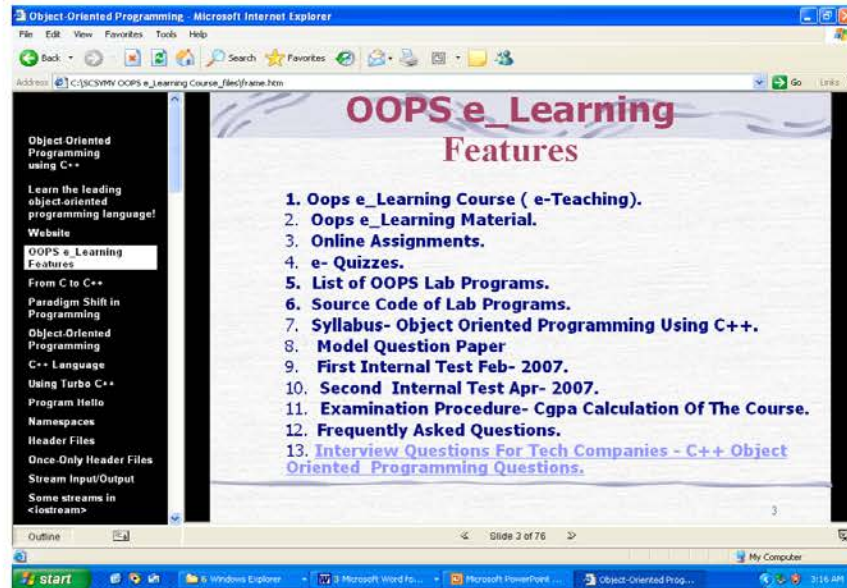 Object-Oriented Programming - Microsoft Internet Explorer
File Edit View Favorites Tools Help
Back Search Favorites
Address C:\SCSVMV OOPS e_Learning Course_files\frame.htm Go Links
Object-Oriented
Programming
using C++
Learn the leading
object-oriented
programming language!
Website
OOPS e_Learning
Features
From C to C++
Paradigm Shift in
Programming
Object-Oriented
Programming
C++ Language
Using Turbo C++
Program Hello
Namespaces
Header Files
Once-Only Header Files
Stream Input/Output
Some streams in
<iostream>
OOPS e_Learning
Features
1. Oops e_Learning Course ( e-Teaching).
2. Oops e_Learning Material.
3. Online Assignments.
4. e- Quizzes.
5. List of OOPS Lab Programs.
6. Source Code of Lab Programs.
7. Syllabus- Object Oriented Programming Using C++.
8. Model Question Paper
9. First Internal Test Feb- 2007.
10. Second Internal Test Apr- 2007.
11. Examination Procedure- Cgpa Calculation Of The Course.
12. Frequently Asked Questions.
13. Interview Questions For Tech Companies - C++ Object
Oriented Programming Questions.
3
Outline Slide 3 of 76
My Computer
start 6 Windows Explorer 3 Microsoft Word fo... Microsoft PowerPoint ... Object-Oriented Prog... 3:16 AM